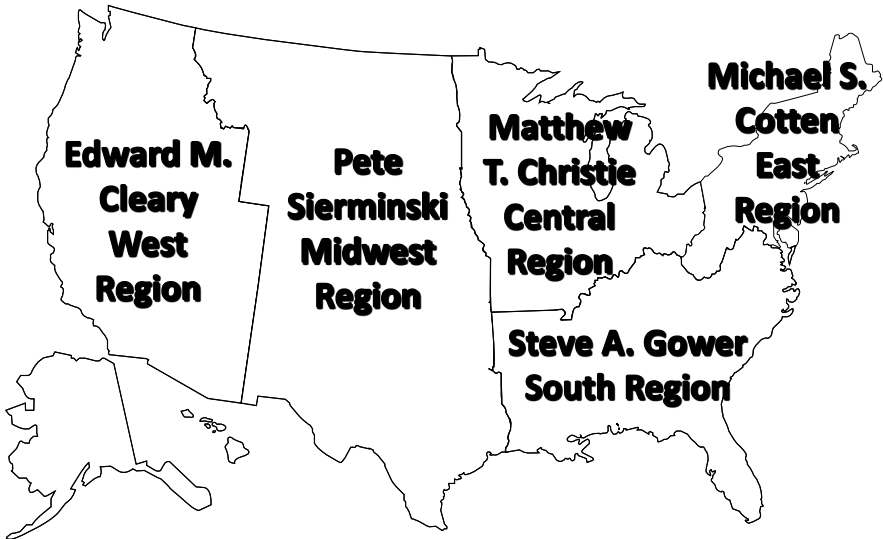 Edward M.
Cleary
West
Region
Pete
Sierminski
Midwest
Region
Matthew
T. Christie
Central
Region
Michael S.
Cotten
East
Region
Steve A. Gower
South Region